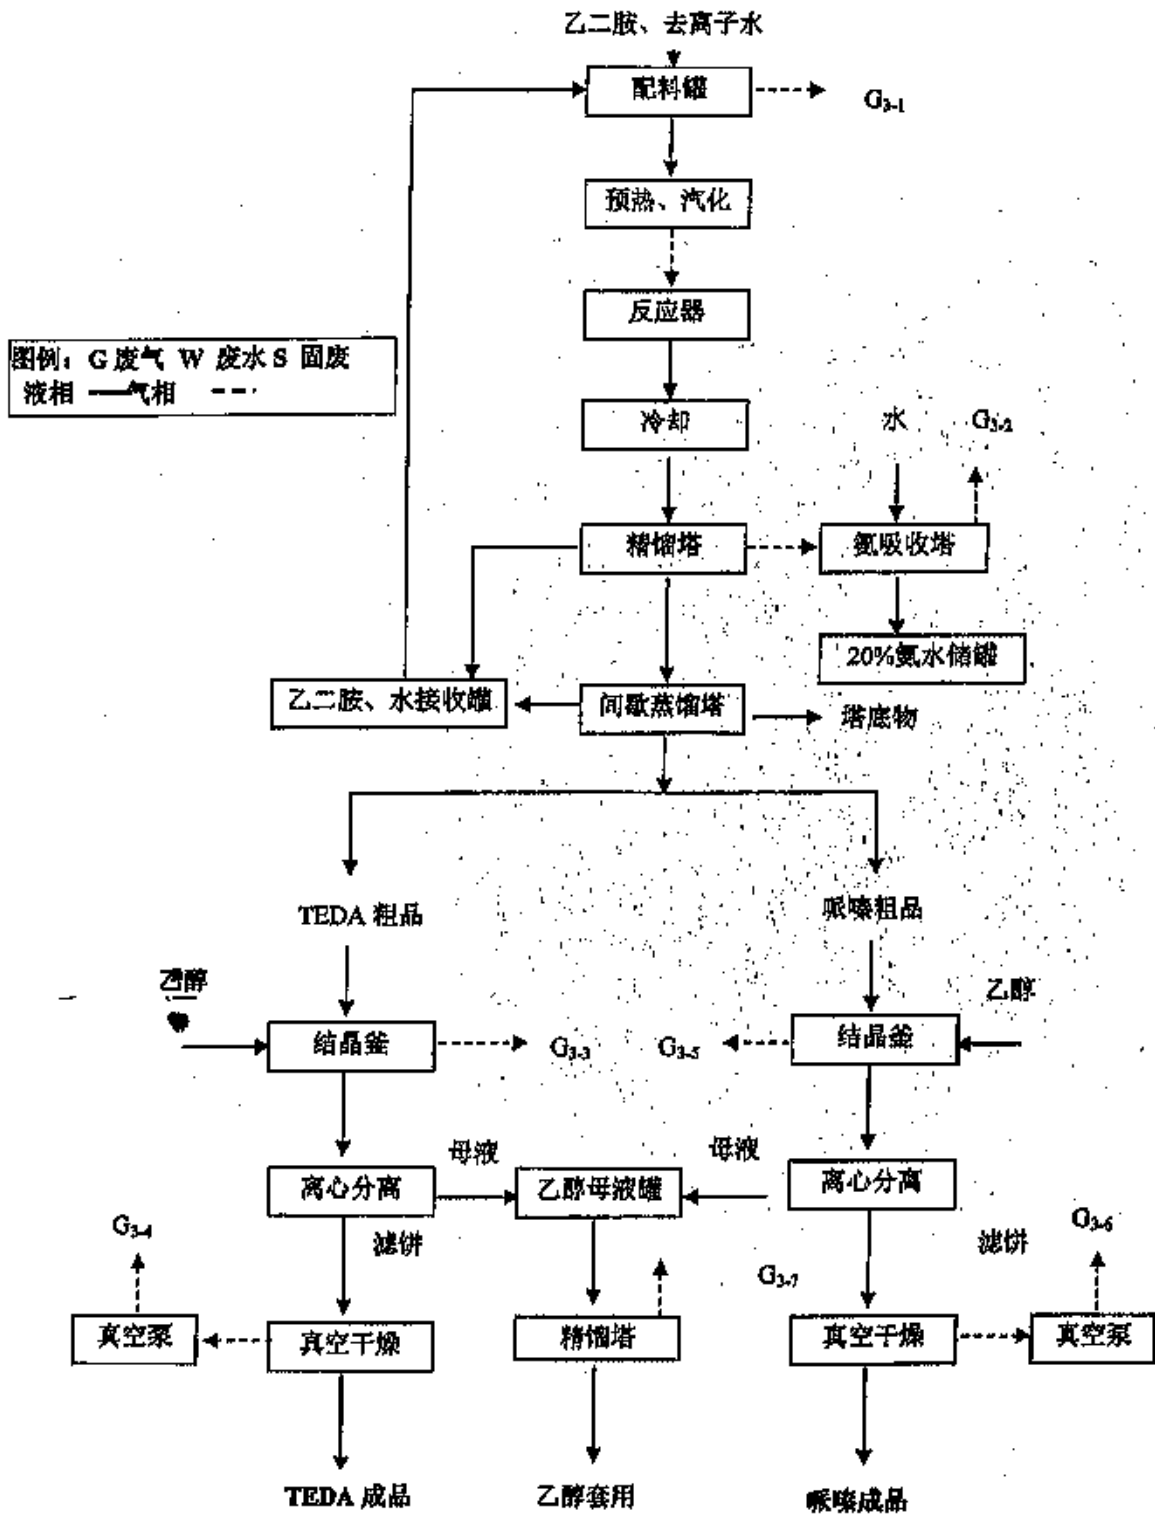 乙二胺、去离子水
配料罐
G3-1
预热、汽化
反应器
图例：G 废气 W 废水 S 固废
液相 ——气相 ----
冷却
水
G3-2
精馏塔
氨吸收塔
20%氨水储罐
乙二胺、水接收罐
间歇蒸馏塔
塔底物
TEDA 粗品
哌嗪粗品
乙醇
乙醇
结晶釜
G3-3
G3-5
结晶釜
母液
母液
离心分离
乙醇母液罐
离心分离
G3-4
滤饼
G3-7
滤饼
G3-6
真空泵
真空干燥
精馏塔
真空干燥
真空泵
TEDA 成品
乙醇套用
哌嗪成品